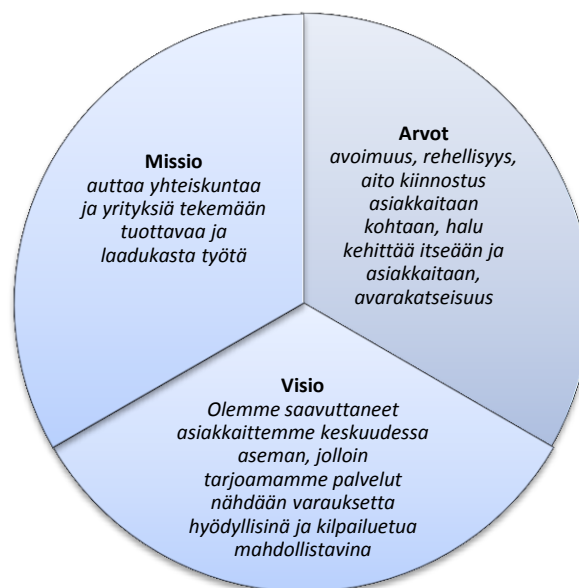 Missio
auttaa yhteiskuntaa
ja yrityksiä tekemään
tuottavaa ja
laadukasta työtä
Arvot
avoimuus, rehellisyys,
aito kiinnostus
asiakkaitaan
kohtaan, halu
kehittää itseään ja
asiakkaitaan,
avarakatseisuus
Visio
Olemme saavuttaneet
asiakkaittemme keskuudessa
aseman, jolloin
tarjoamamme palvelut
nähdään varauksetta
hyödyllisinä ja kilpailuetua
mahdollistavina